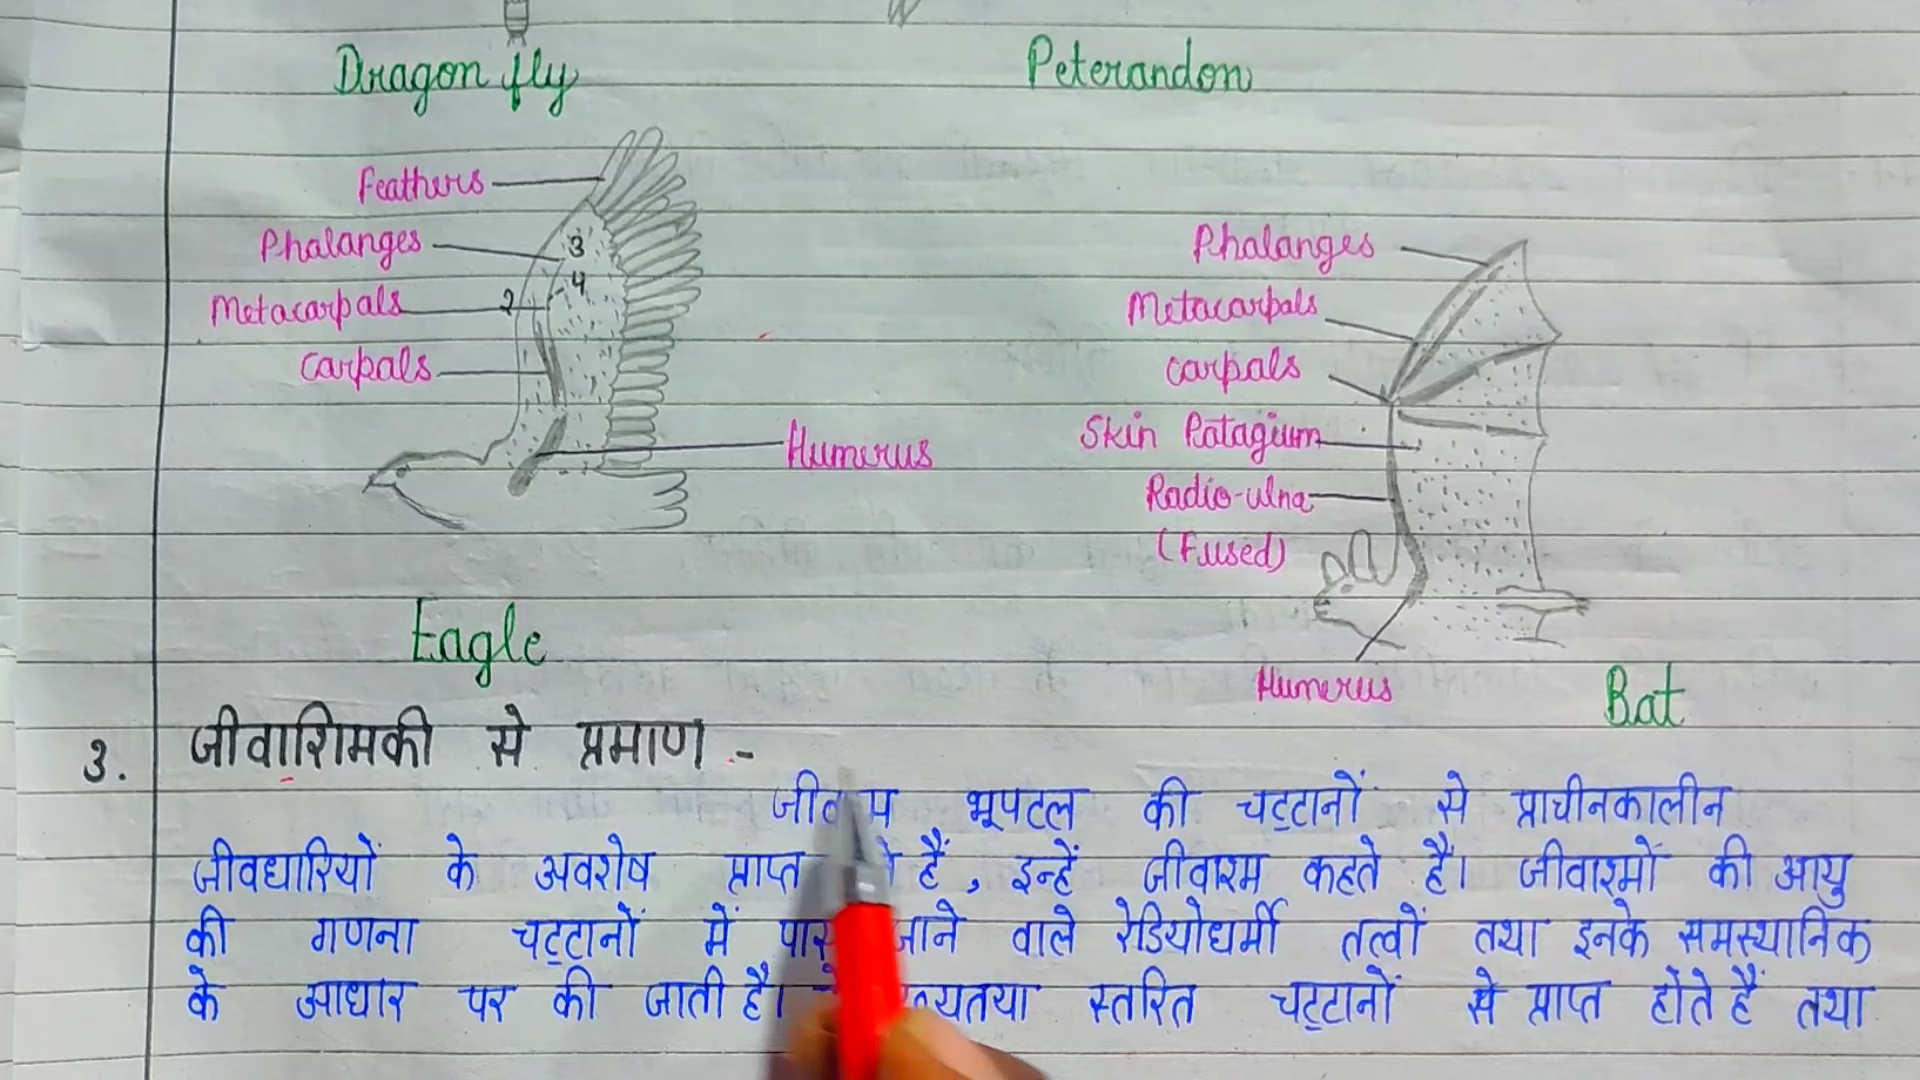 Dragon fly
Peterandon
Feathers
Phalanges
3
4
2
Metacarpals
Carpals
Humerus
Eagle
Phalanges
Metacarpals
Carpals
Skin Patagium
Radio-ulna
(Fused)
Humerus
Bat
3. जीवाशिमकी से प्रमाण :-
भूपटल की चट्टानों से प्राचीनकालीन
जीवधारियों के अवशेष प्राप्त हैं, इन्हें जीवाश्म कहते हैं। जीवाश्मों की आयु
की गणना चट्टानों में जाने वाले रेडियोधर्मी तत्वों तथा इनके समस्थानिक
के आधार पर की जाती है। स्तरित चट्टानों से प्राप्त होते हैं तथा